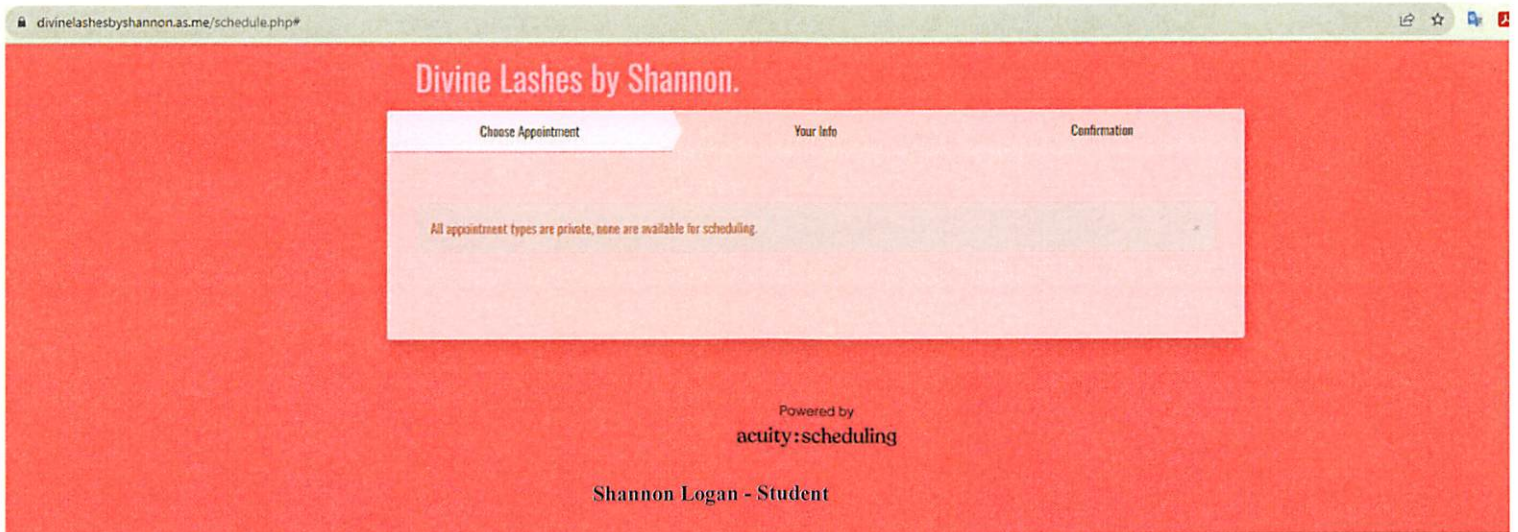 divinelashesbyshannon.as.me/schedule.php#
Divine Lashes by Shannon.
Choose Appointment
Your Info
Confirmation
All appointment types are private, none are available for scheduling.
×
Powered by
acuity:scheduling
Shannon Logan - Student